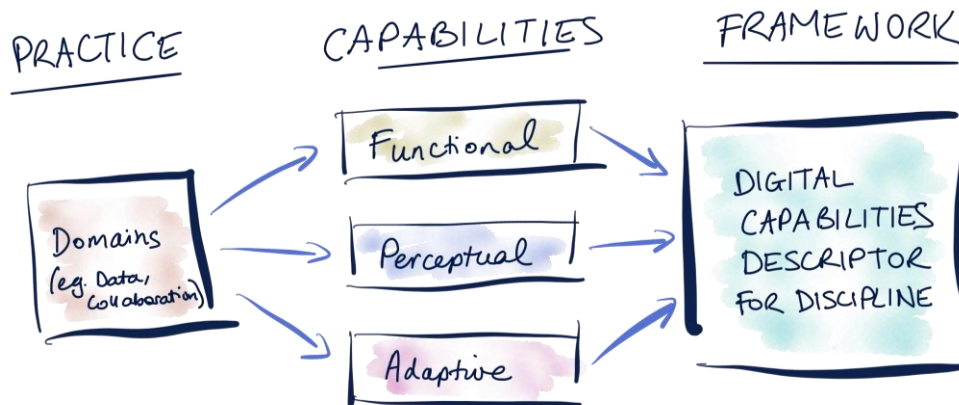 PRACTICE
CAPABILITIES
FRAMEWORK
Domains
(eg. Data,
Collaboration)
Functional
Perceptual
Adaptive
DIGITAL
CAPABILITIES
DESCRIPTOR
FOR DISCIPLINE